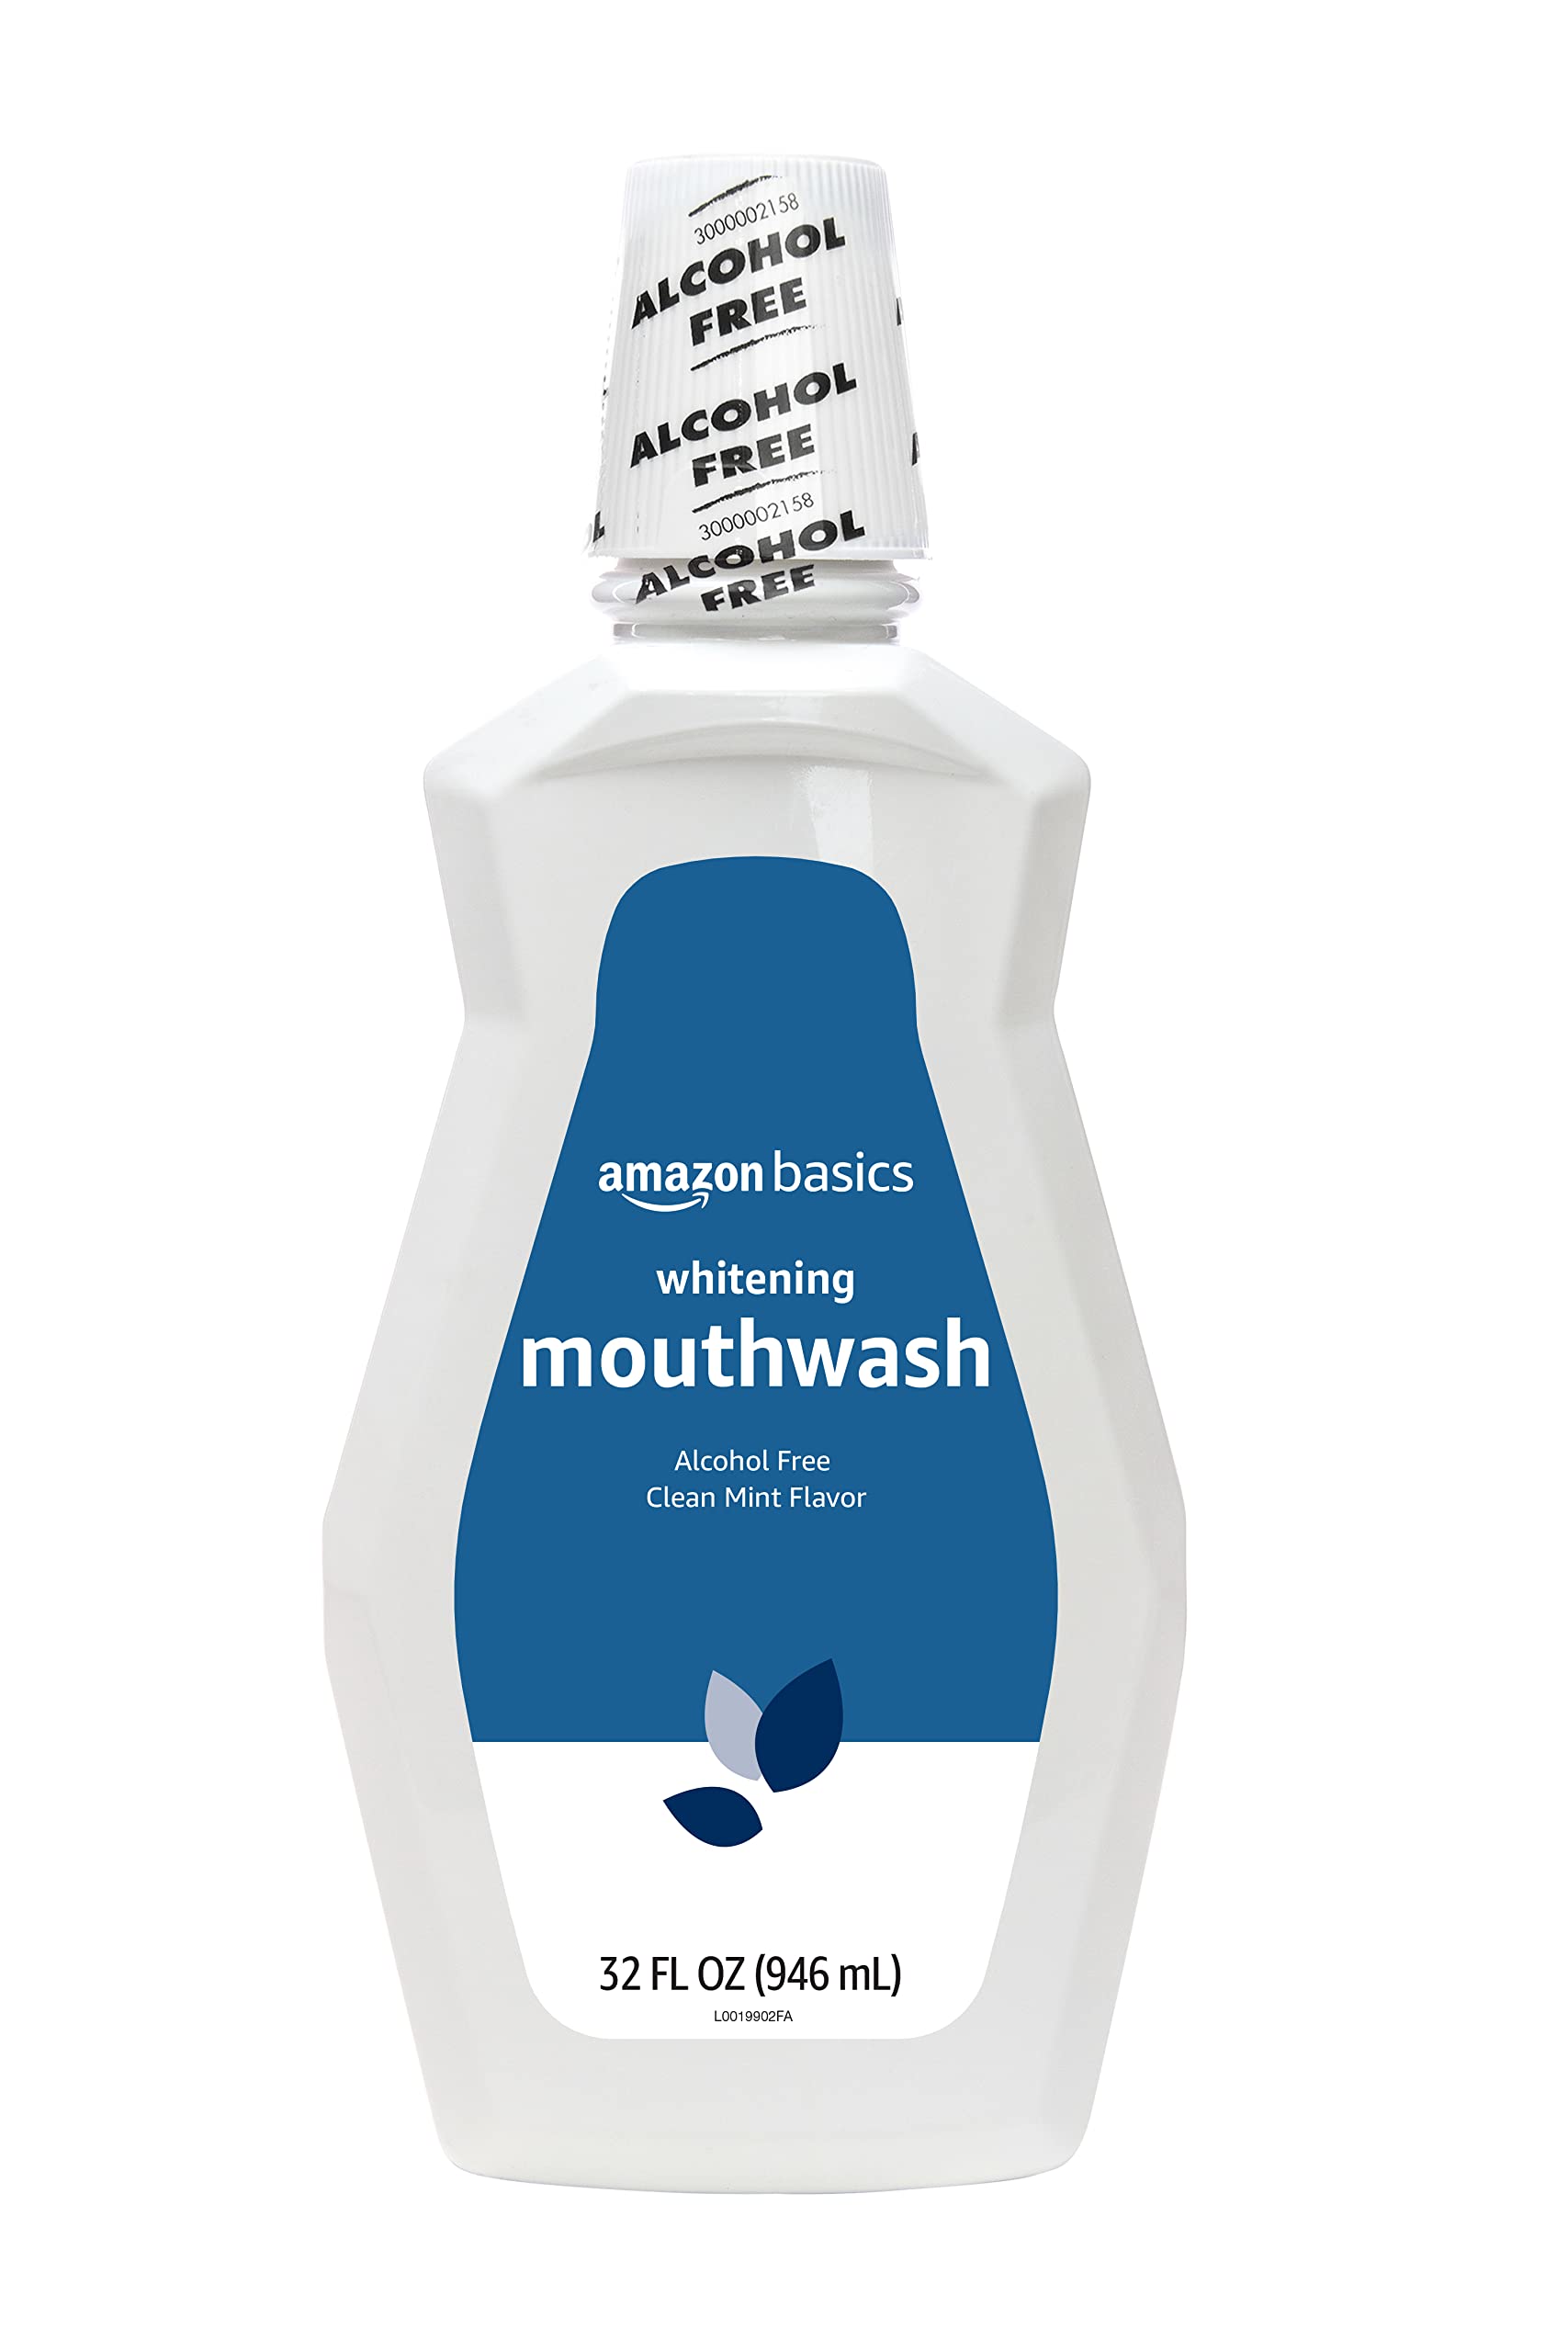 3000002158
ALCOHOL
FREE
ALCOHOL
FREE
3000002158
ALCOHOL
FREE
amazon basics
whitening
mouthwash
Alcohol Free
Clean Mint Flavor
32 FL OZ (946 mL)
L0019902FA